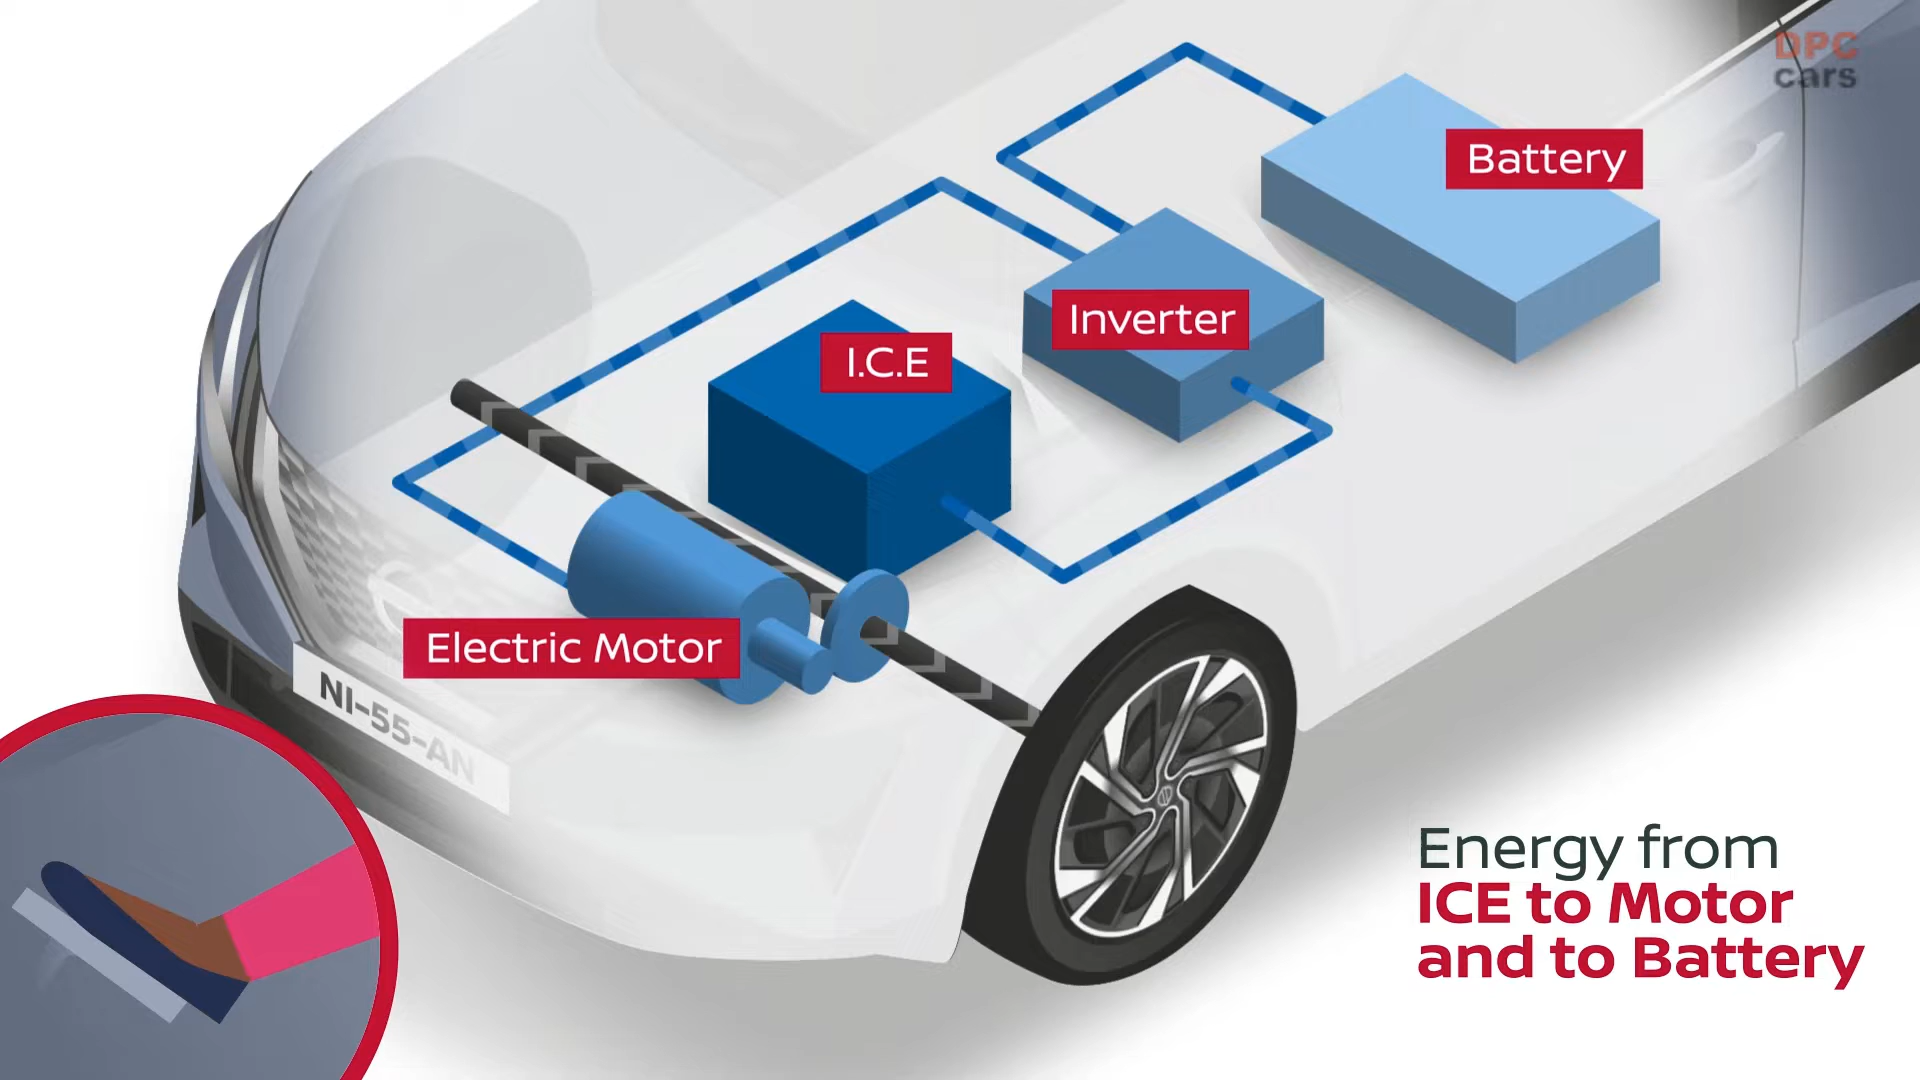 DPC
cars
Battery
Inverter
I.C.E
Electric Motor
NI-55-AN
Energy from
ICE to Motor
and to Battery